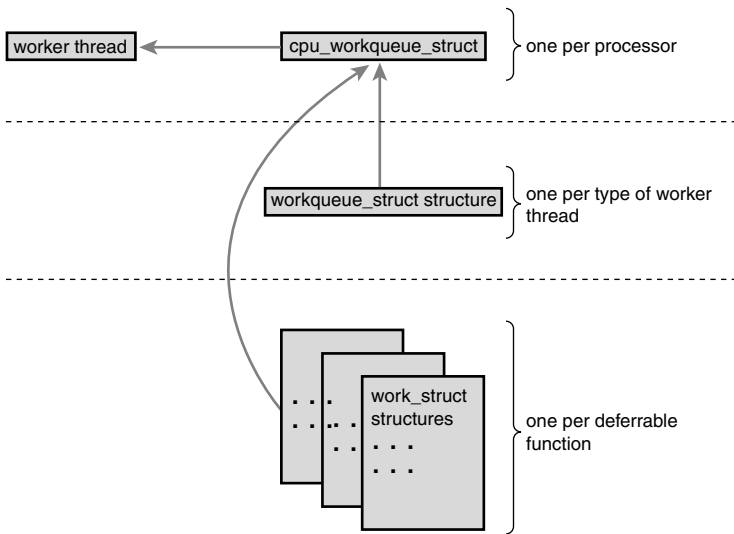 worker thread
cpu_workqueue_struct
one per processor
workqueue_struct structure
one per type of worker
thread
work_struct
structures
. . .
. . .
. . .
. . .
. . .
. . .
one per deferrable
function